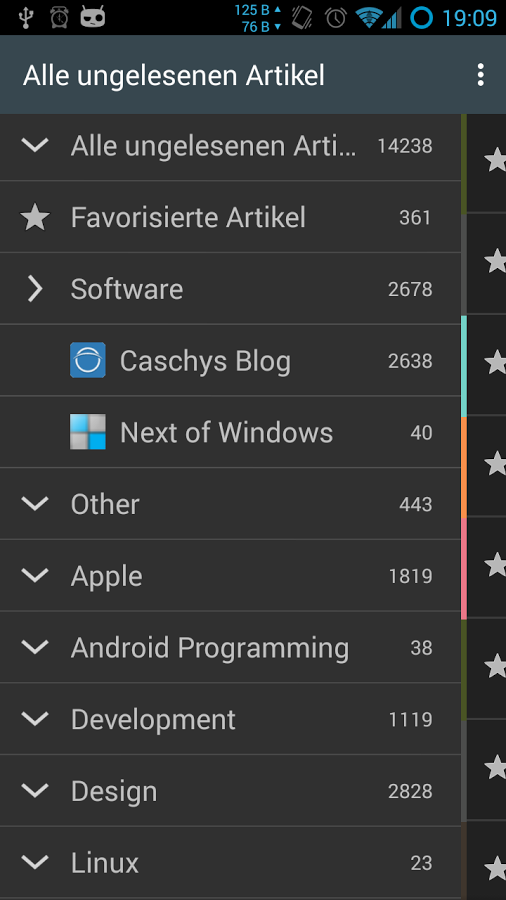 125 B
76 B
19:09
Alle ungelesenen Artikel
Alle ungelesenen Arti... 14238
Favorisierte Artikel 361
Software 2678
Caschys Blog 2638
Next of Windows 40
Other 443
Apple 1819
Android Programming 38
Development 1119
Design 2828
Linux 23